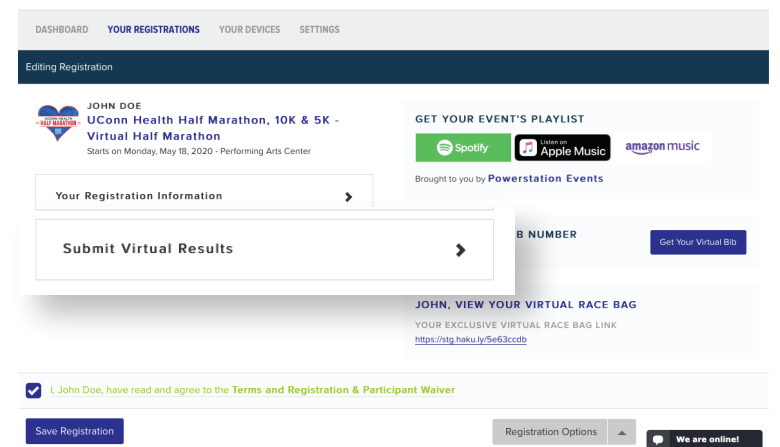 DASHBOARD YOUR REGISTRATIONS YOUR DEVICES SETTINGS
Editing Registration
UCONN HEALTH
HALF MARATHON
JOHN DOE
UConn Health Half Marathon, 10K & 5K -
Virtual Half Marathon
Starts on Monday, May 18, 2020 - Performing Arts Center
Your Registration Information
Submit Virtual Results
GET YOUR EVENT'S PLAYLIST
Spotify
Listen on
Apple Music
amazon music
Brought to you by Powerstation Events
B NUMBER
Get Your Virtual Bib
JOHN, VIEW YOUR VIRTUAL RACE BAG
YOUR EXCLUSIVE VIRTUAL RACE BAG LINK
https://stg.haku.ly/5e63ccdb
I, John Doe, have read and agree to the Terms and Registration & Participant Waiver
Save Registration
Registration Options
We are online!